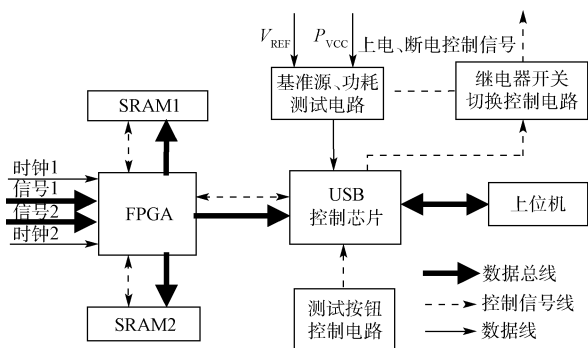 V_REF
P_VCC
上电、断电控制信号
基准源、功耗
测试电路
继电器开关
切换控制电路
SRAM1
时钟1
信号1
信号2
时钟2
FPGA
USB
控制芯片
上位机
SRAM2
测试按钮
控制电路
数据总线
控制信号线
数据线